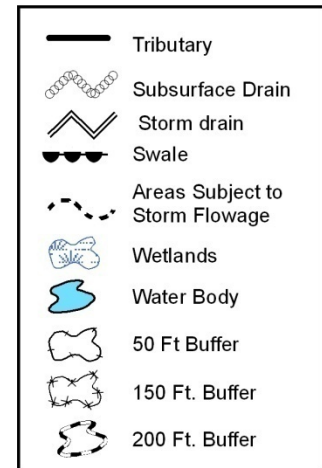 Tributary
Subsurface Drain
Storm drain
Swale
Areas Subject to
Storm Flowage
Wetlands
Water Body
50 Ft Buffer
150 Ft. Buffer
200 Ft. Buffer